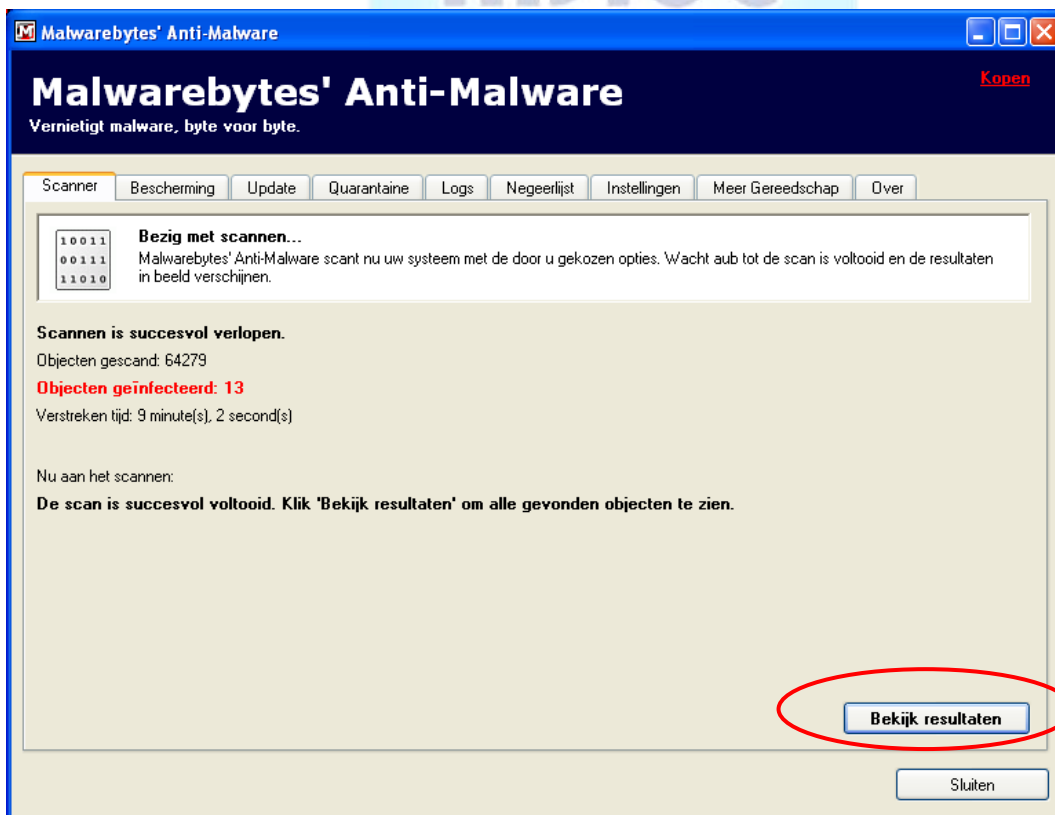 Malwarebytes' Anti-Malware
Malwarebytes' Anti-Malware
Kopen
Vernietigt malware, byte voor byte.
Scanner Bescherming Update Quarantaine Logs Negeerlijst Instellingen Meer Gereedschap Over
10011
00111
11010
Bezig met scannen...
Malwarebytes' Anti-Malware scant nu uw systeem met de door u gekozen opties. Wacht aub tot de scan is voltooid en de resultaten
in beeld verschijnen.
Scannen is succesvol verlopen.
Objecten gescand: 64279
Objecten geïnfecteerd: 13
Verstreken tijd: 9 minute(s), 2 second(s)
Nu aan het scannen:
De scan is succesvol voltooid. Klik 'Bekijk resultaten' om alle gevonden objecten te zien.
Bekijk resultaten
Sluiten